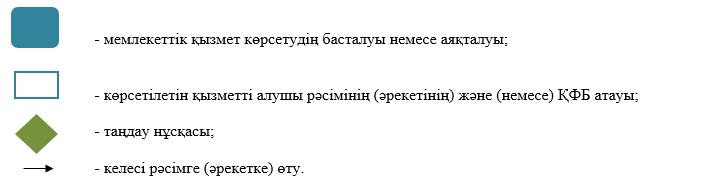 - мемлекеттік қызмет көрсетудің басталуы немесе аяқталуы;
- көрсетілетін қызметті алушы рәсімінің (әрекетінің) және (немесе) ҚФБ атауы;
- таңдау нұсқасы;
- келесі рәсімге (әрекетке) өту.